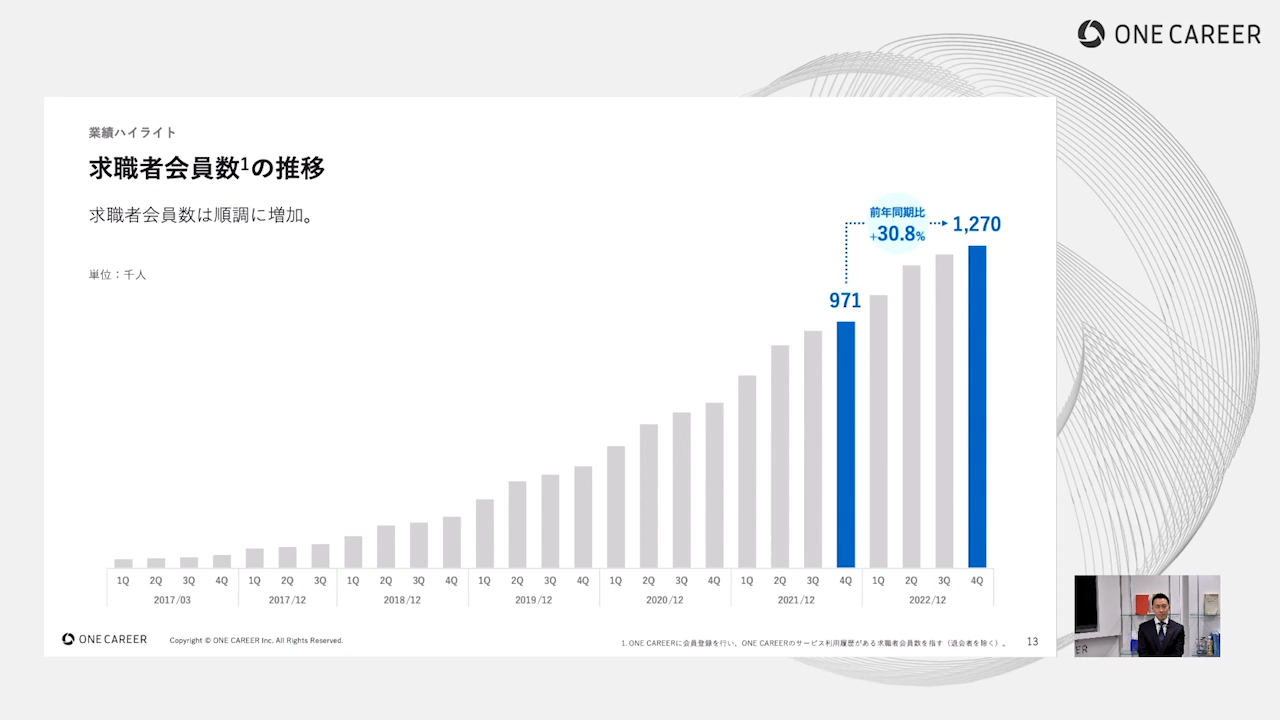 ONE CAREER
業績ハイライト
求職者会員数1の推移
求職者会員数は順調に増加。
単位：千人
前年同期比
+30.8%
1,270
971
1Q 2Q 3Q 4Q 1Q 2Q 3Q 1Q 2Q 3Q 4Q 1Q 2Q 3Q 4Q 1Q 2Q 3Q 4Q 1Q 2Q 3Q 4Q 1Q 2Q 3Q 4Q
2017/03 2017/12 2018/12 2019/12 2020/12 2021/12 2022/12
ONE CAREER Copyright © ONE CAREER Inc. All Rights Reserved.
1. ONE CAREERに会員登録を行い、ONE CAREERのサービス利用履歴がある求職者会員数を指す（退会者を除く）。 13
ER